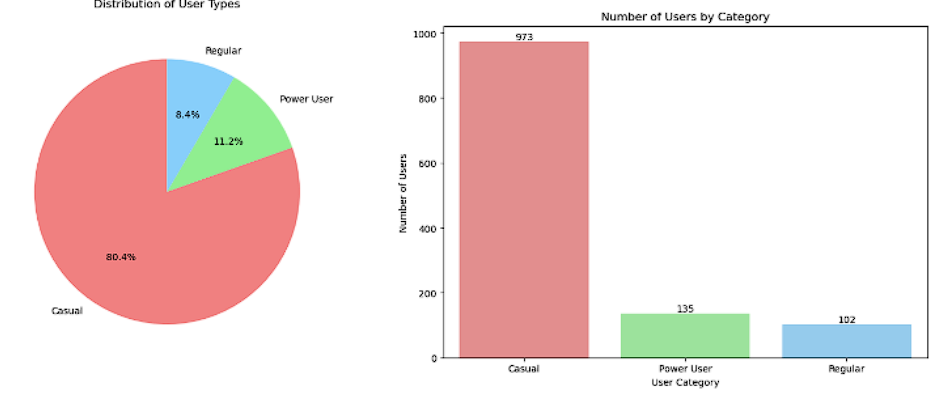 Distribution of User Types
Regular
Power User
8.4%
11.2%
80.4%
Casual
Number of Users by Category
Number of Users
1000
800
600
400
200
0
973
135
102
Casual
Power User
Regular
User Category